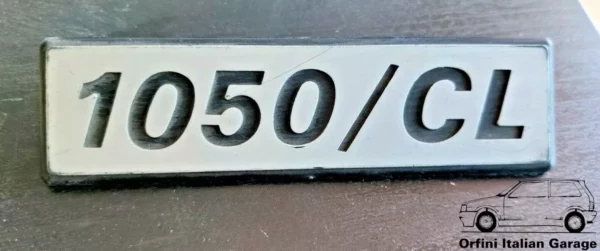 1050/CL
Orfini Italian Garage